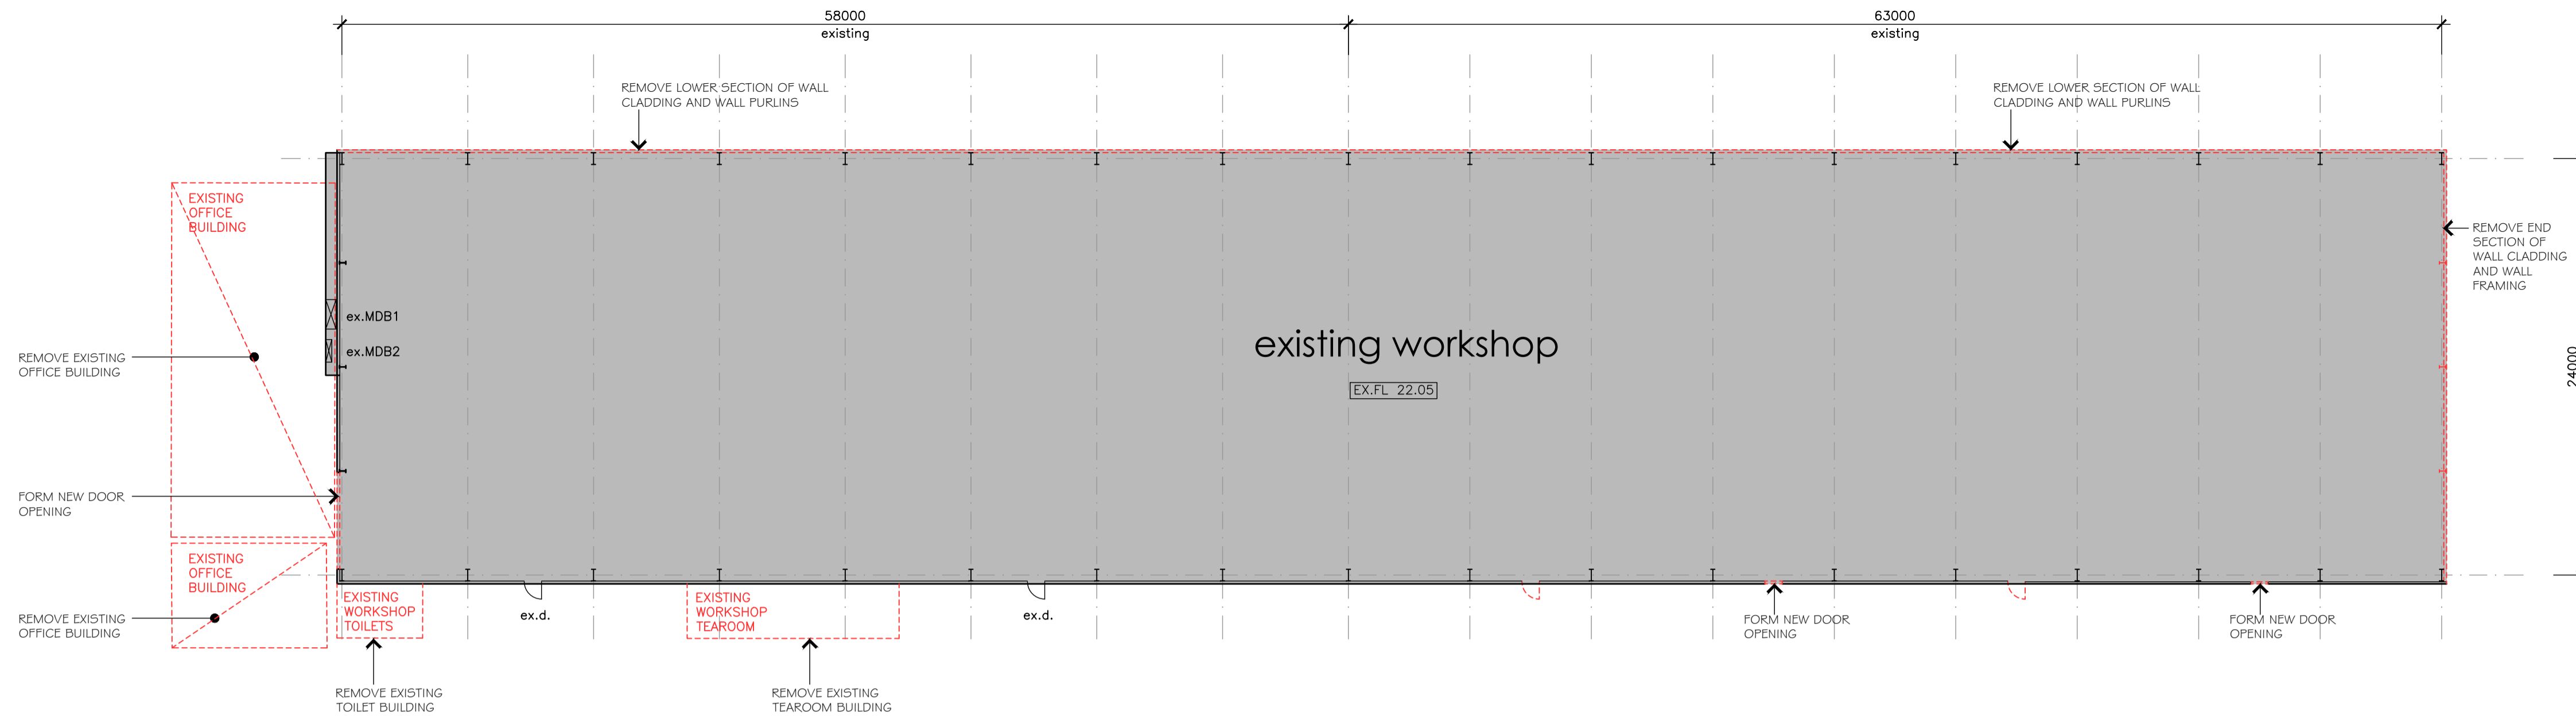 58000
existing
63000
existing
REMOVE LOWER SECTION OF WALL
CLADDING AND WALL PURLINS
REMOVE LOWER SECTION OF WALL
CLADDING AND WALL PURLINS
EXISTING
OFFICE
BUILDING
REMOVE END
SECTION OF
WALL CLADDING
AND WALL
FRAMING
ex.MDB1
ex.MDB2
existing workshop
EX.FL 22.05
24000
REMOVE EXISTING
OFFICE BUILDING
FORM NEW DOOR
OPENING
EXISTING
OFFICE
BUILDING
REMOVE EXISTING
OFFICE BUILDING
EXISTING
WORKSHOP
TOILETS
ex.d.
EXISTING
WORKSHOP
TEAROOM
ex.d.
FORM NEW DOOR
OPENING
FORM NEW DOOR
OPENING
REMOVE EXISTING
TOILET BUILDING
REMOVE EXISTING
TEAROOM BUILDING